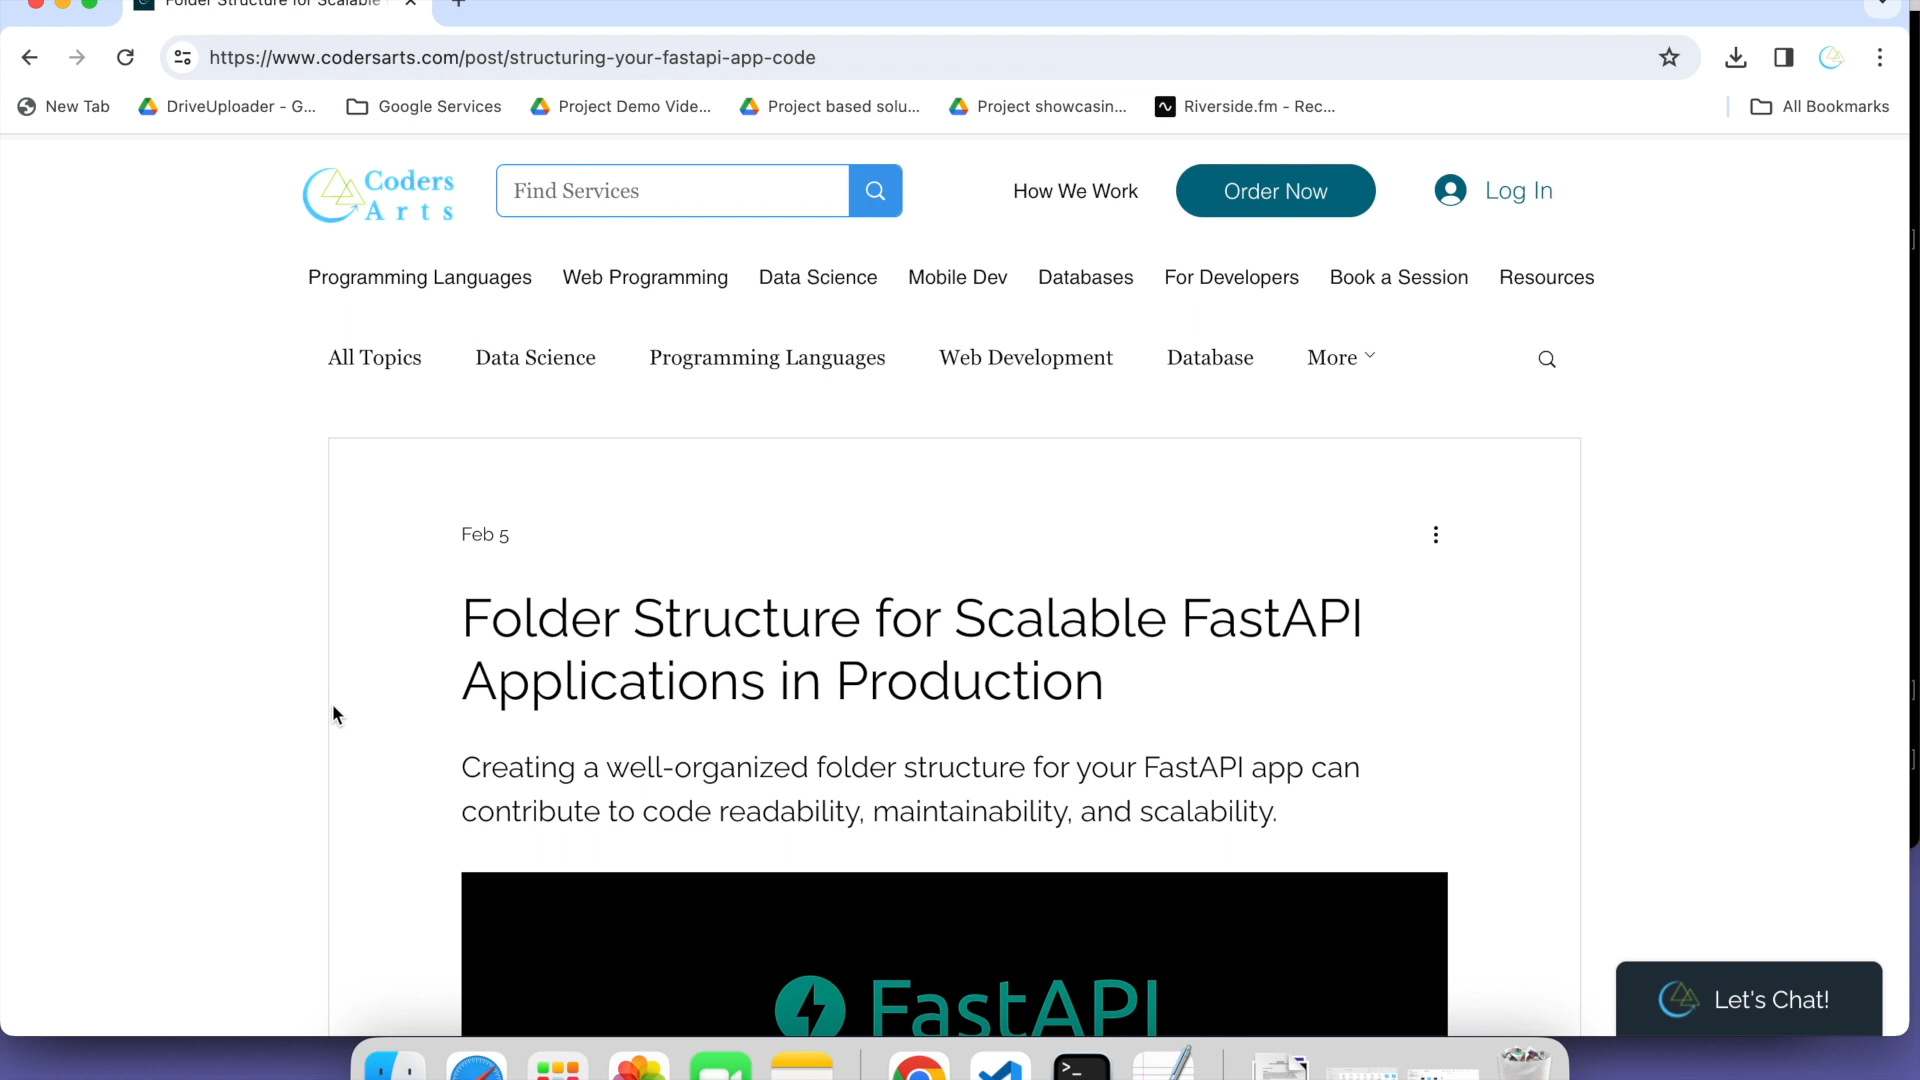 Folder Structure for Scalable
https://www.codersarts.com/post/structuring-your-fastapi-app-code
New Tab
DriveUploader - G...
Google Services
Project Demo Vide...
Project based solu...
Project showcasin...
Riverside.fm - Rec...
All Bookmarks
Coders
Arts
Find Services
How We Work
Order Now
Log In
Programming Languages
Web Programming
Data Science
Mobile Dev
Databases
For Developers
Book a Session
Resources
All Topics
Data Science
Programming Languages
Web Development
Database
More
Feb 5
Folder Structure for Scalable FastAPI
Applications in Production
Creating a well-organized folder structure for your FastAPI app can
contribute to code readability, maintainability, and scalability.
FastAPI
Let's Chat!